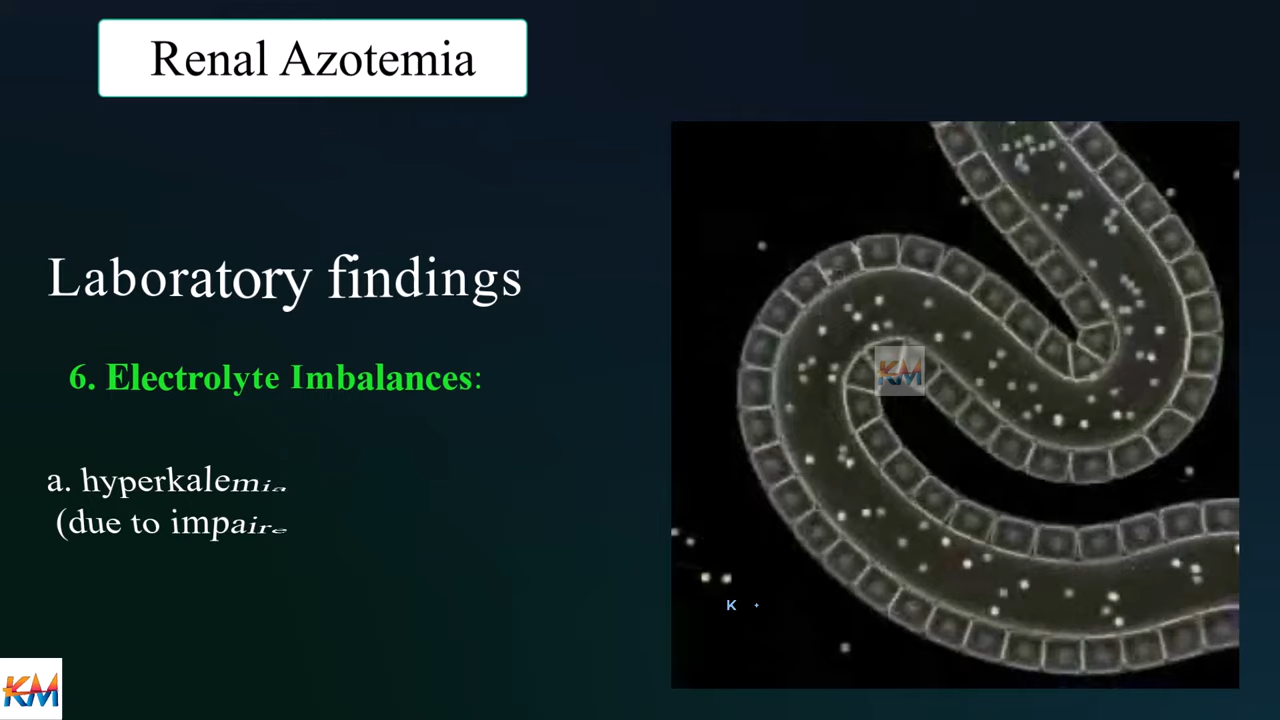 Renal Azotemia
Laboratory findings
6. Electrolyte Imbalances:
a. hyperkalemia
(due to impaire
KM
K +
KM